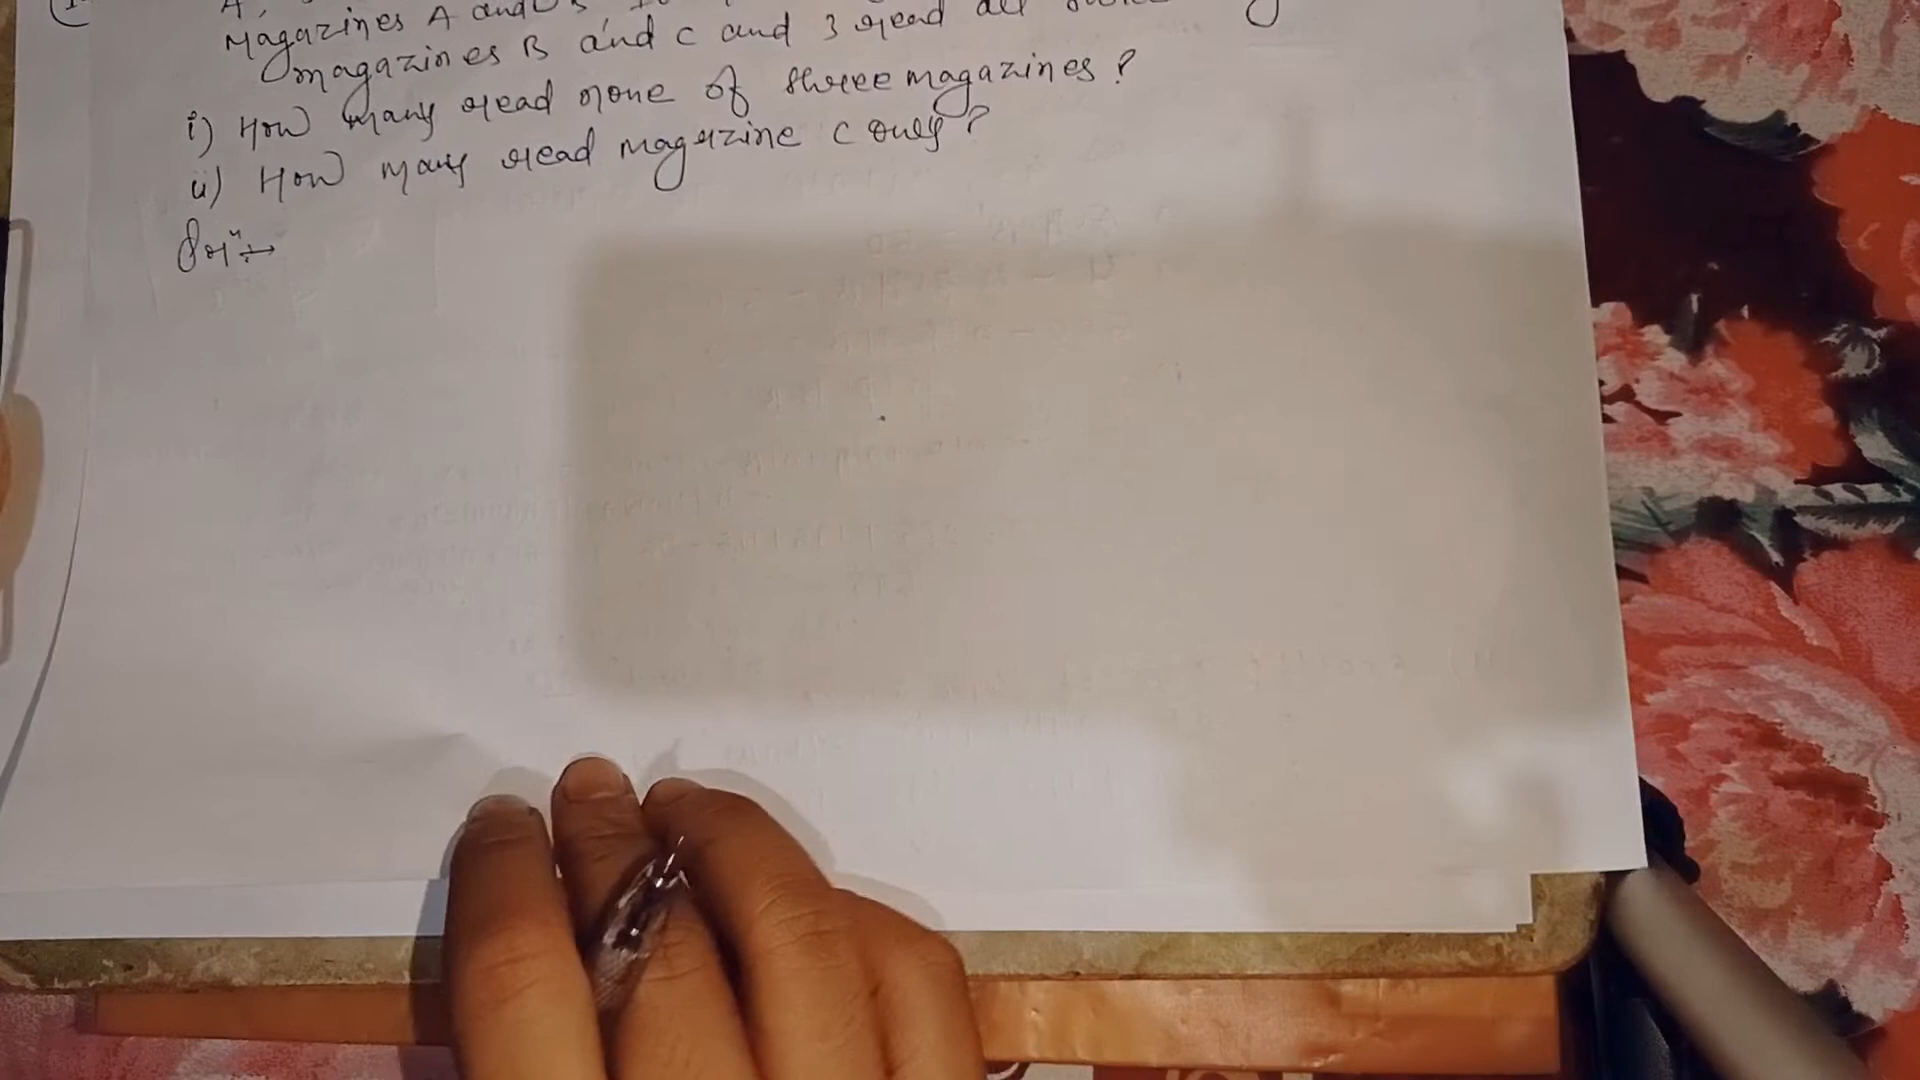 Magazines A and B
magazines B and C and 3 read all
i) How many read none of three magazines?
ii) How many read magazine C only?
Solⁿ:→